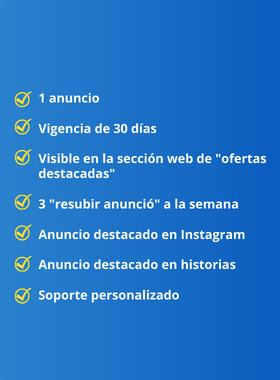 1 anuncio
Vigencia de 30 días
Visible en la sección web de "ofertas
destacadas"
3 "resubir anunció" a la semana
Anuncio destacado en Instagram
Anuncio destacado en historias
Soporte personalizado